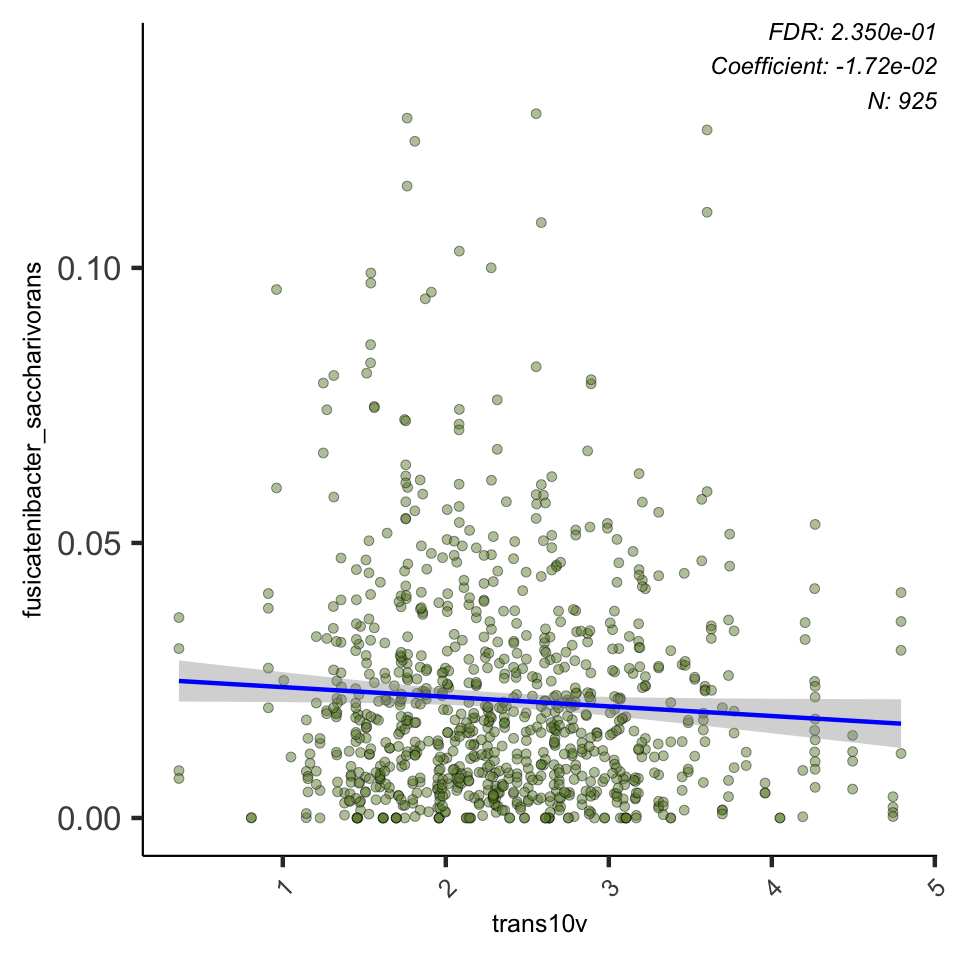 FDR: 2.350e-01
Coefficient: -1.72e-02
N: 925
fusicatenibacter_saccharivorans
0.10
0.05
0.00
1
2
3
4
5
trans10v